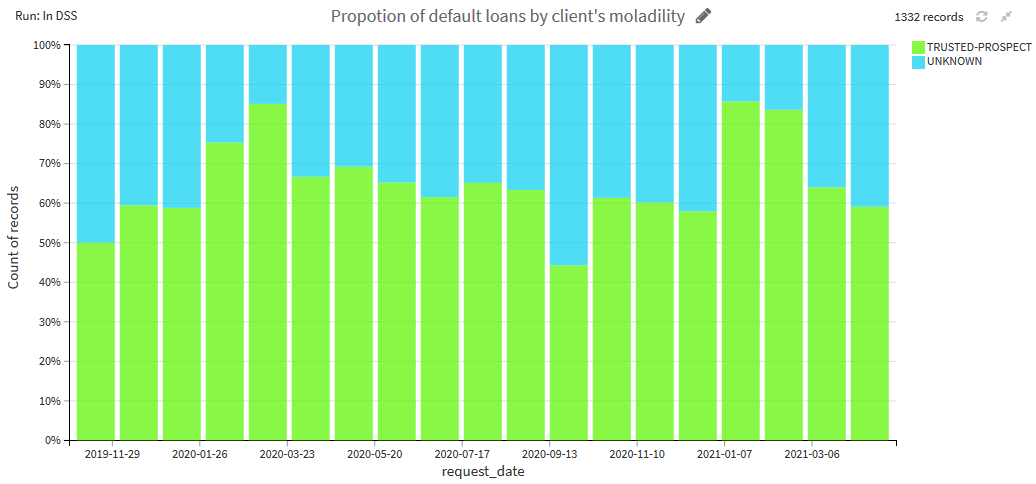 Run: In DSS
Propotion of default loans by client's moladility
1332 records
TRUSTED-PROSPECT
UNKNOWN
100%
90%
80%
70%
60%
50%
40%
30%
20%
10%
0%
Count of records
2019-11-29
2020-01-26
2020-03-23
2020-05-20
2020-07-17
2020-09-13
2020-11-10
2021-01-07
2021-03-06
request_date